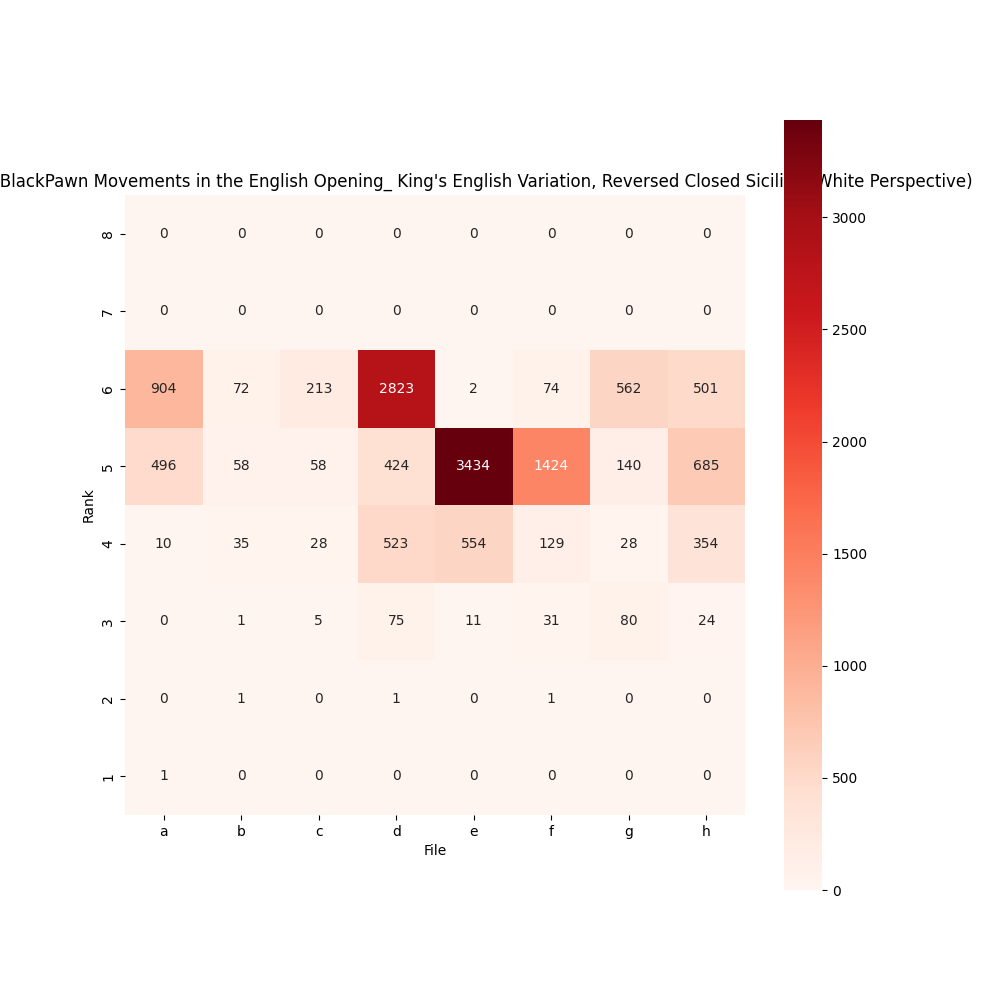 BlackPawn Movements in the English Opening_ King's English Variation, Reversed Closed Sicili White Perspective)
8 0 0 0 0 0 0 0 0
7 0 0 0 0 0 0 0 0
6 904 72 213 2823 2 74 562 501
5 496 58 58 424 3434 1424 140 685
4 10 35 28 523 554 129 28 354
3 0 1 5 75 11 31 80 24
2 0 1 0 1 0 1 0 0
1 1 0 0 0 0 0 0 0
a b c d e f g h
File
Rank
3000
2500
2000
1500
1000
500
0